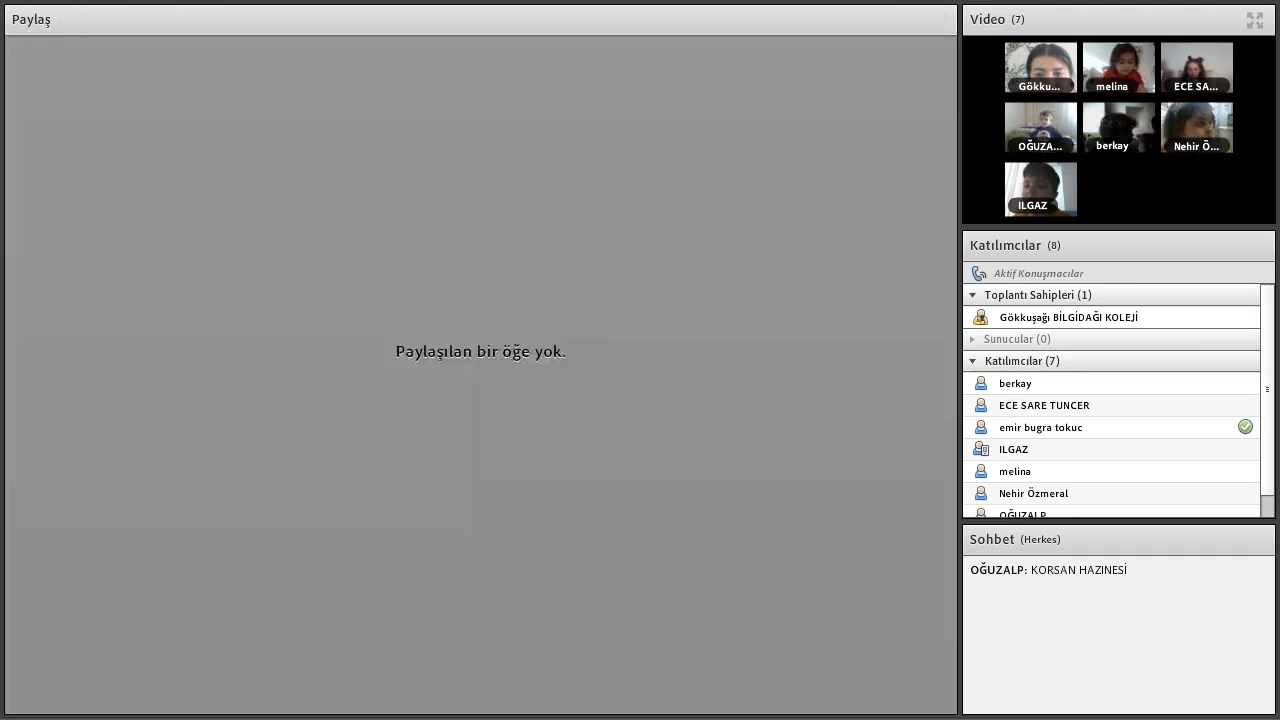 Paylaş
Paylaşılan bir öğe yok.
Video (7)
Gökku...
melina
ECE SA...
OĞUZA...
berkay
Nehir Ö...
ILGAZ
Katılımcılar (8)
Aktif Konuşmacılar
Toplantı Sahipleri (1)
Gökkuşağı BİLGİDAĞI KOLEJİ
Sunucular (0)
Katılımcılar (7)
berkay
ECE SARE TUNCER
emir bugra tokuc
ILGAZ
melina
Nehir Özmeral
OĞUZALP
Sohbet (Herkes)
OĞUZALP: KORSAN HAZINESİ